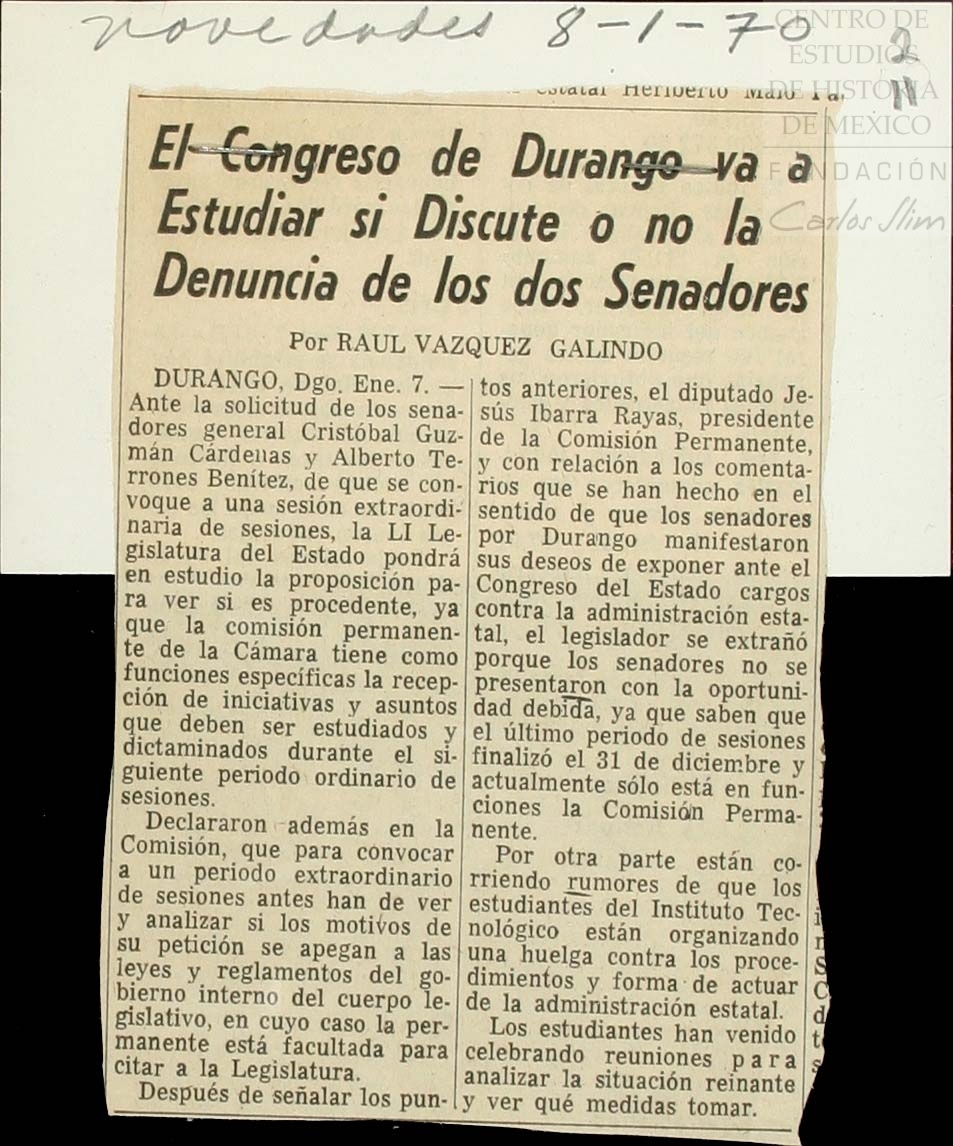 novedades 8-1-70
2
11
CENTRO DE
ESTUDIOS
DE HISTORIA
DE MEXICO
FUNDACIÓN
Carlos Slim
estatal Heriberto Malo
El Congreso de Durango va a
Estudiar si Discute o no la
Denuncia de los dos Senadores
Por RAUL VAZQUEZ GALINDO
DURANGO, Dgo. Ene. 7. —
Ante la solicitud de los sena-
dores general Cristóbal Guz-
mán Cárdenas y Alberto Te-
rrones Benítez, de que se con-
voque a una sesión extraordi-
naria de sesiones, la LI Le-
gislatura del Estado pondrá
en estudio la proposición pa-
ra ver si es procedente, ya
que la comisión permanen-
te de la Cámara tiene como
funciones específicas la recep-
ción de iniciativas y asuntos
que deben ser estudiados y
dictaminados durante el si-
guiente periodo ordinario de
sesiones.
Declararon además en la
Comisión, que para convocar
a un periodo extraordinario
de sesiones antes han de ver
y analizar si los motivos de
su petición se apegan a las
leyes y reglamentos del go-
bierno interno del cuerpo le-
gislativo, en cuyo caso la per-
manente está facultada para
citar a la Legislatura.
Después de señalar los pun-
tos anteriores, el diputado Je-
sús Ibarra Rayas, presidente
de la Comisión Permanente,
y con relación a los comenta-
rios que se han hecho en el
sentido de que los senadores
por Durango manifestaron
sus deseos de exponer ante el
Congreso del Estado cargos
contra la administración esta-
tal, el legislador se extrañó
porque los senadores no se
presentaron con la oportuni-
dad debida, ya que saben que
el último periodo de sesiones
finalizó el 31 de diciembre y
actualmente sólo está en fun-
ciones la Comisión Perma-
nente.
Por otra parte están co-
rriendo rumores de que los
estudiantes del Instituto Tec-
nológico están organizando
una huelga contra los proce-
dimientos y forma de actuar
de la administración estatal.
Los estudiantes han venido
celebrando reuniones para
analizar la situación reinante
y ver qué medidas tomar.